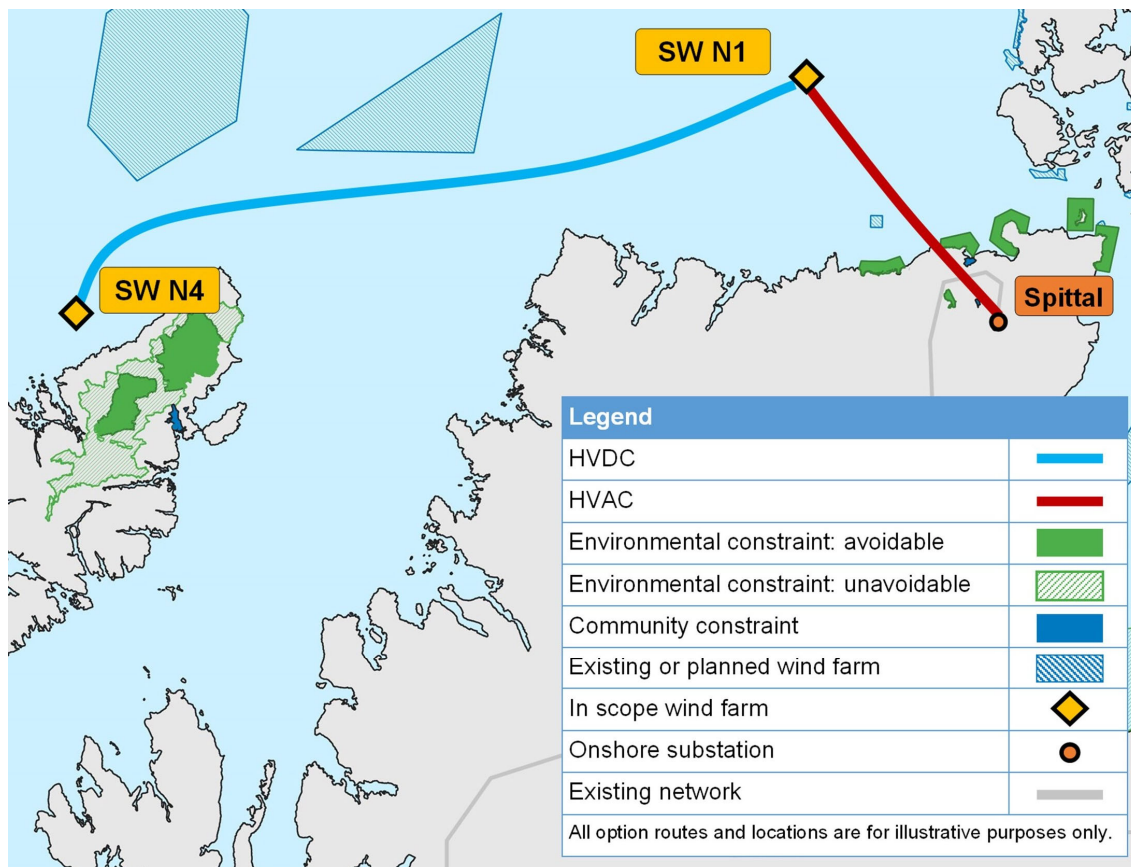 SW N1
SW N4
Spittal
Legend
HVDC
HVAC
Environmental constraint: avoidable
Environmental constraint: unavoidable
Community constraint
Existing or planned wind farm
In scope wind farm
Onshore substation
Existing network
All option routes and locations are for illustrative purposes only.